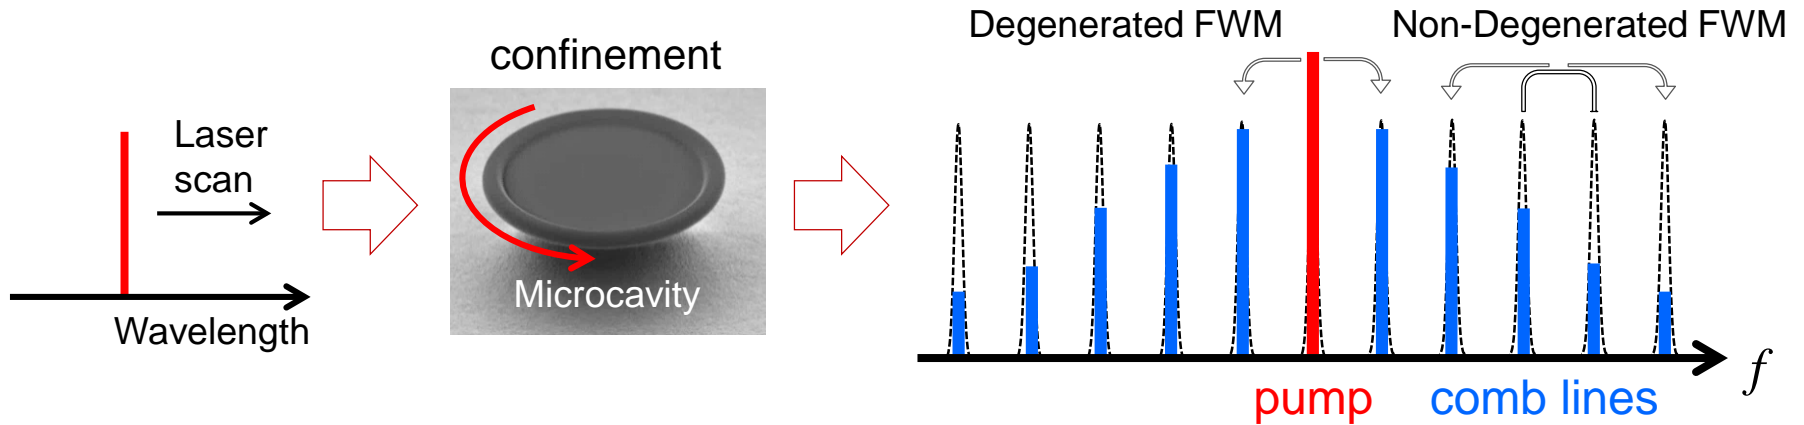 Laser
scan
Wavelength
confinement
Microcavity
Degenerated FWM
Non-Degenerated FWM
f
pump
comb lines